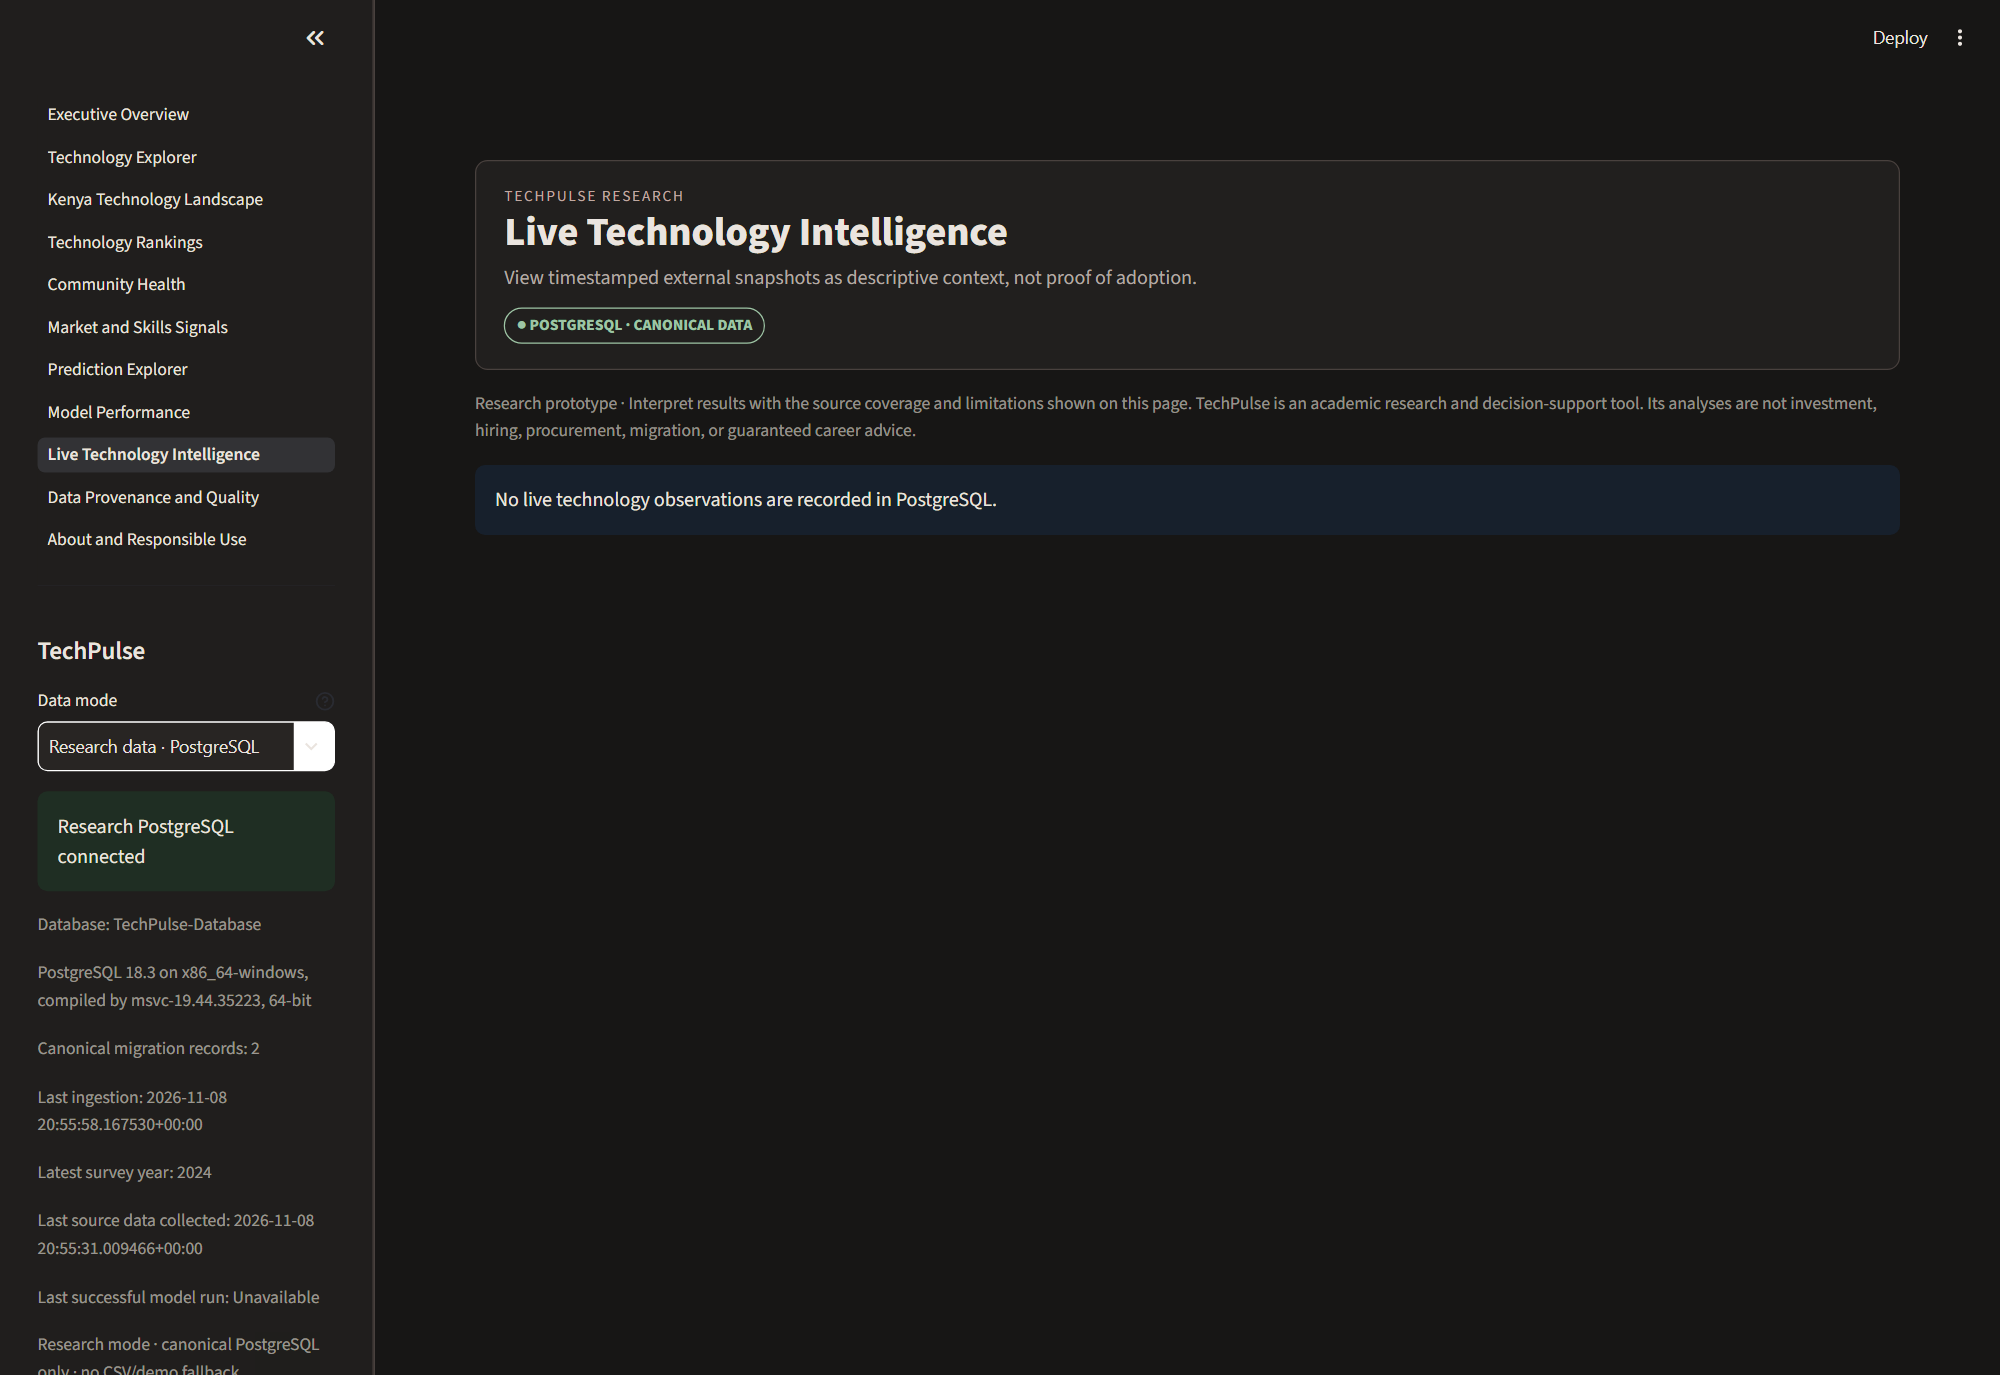 Deploy
Executive Overview
Technology Explorer
Kenya Technology Landscape
Technology Rankings
Community Health
Market and Skills Signals
Prediction Explorer
Model Performance
Live Technology Intelligence
Data Provenance and Quality
About and Responsible Use
TechPulse
Data mode
Research data · PostgreSQL
Research PostgreSQL
connected
Database: TechPulse-Database
PostgreSQL 18.3 on x86_64-windows,
compiled by msvc-19.44.35223, 64-bit
Canonical migration records: 2
Last ingestion: 2026-11-08
20:55:58.167530+00:00
Latest survey year: 2024
Last source data collected: 2026-11-08
20:55:31.009466+00:00
Last successful model run: Unavailable
Research mode · canonical PostgreSQL
only · no CSV/demo fallback
TECHPULSE RESEARCH
Live Technology Intelligence
View timestamped external snapshots as descriptive context, not proof of adoption.
POSTGRESQL · CANONICAL DATA
Research prototype · Interpret results with the source coverage and limitations shown on this page. TechPulse is an academic research and decision-support tool. Its analyses are not investment,
hiring, procurement, migration, or guaranteed career advice.
No live technology observations are recorded in PostgreSQL.